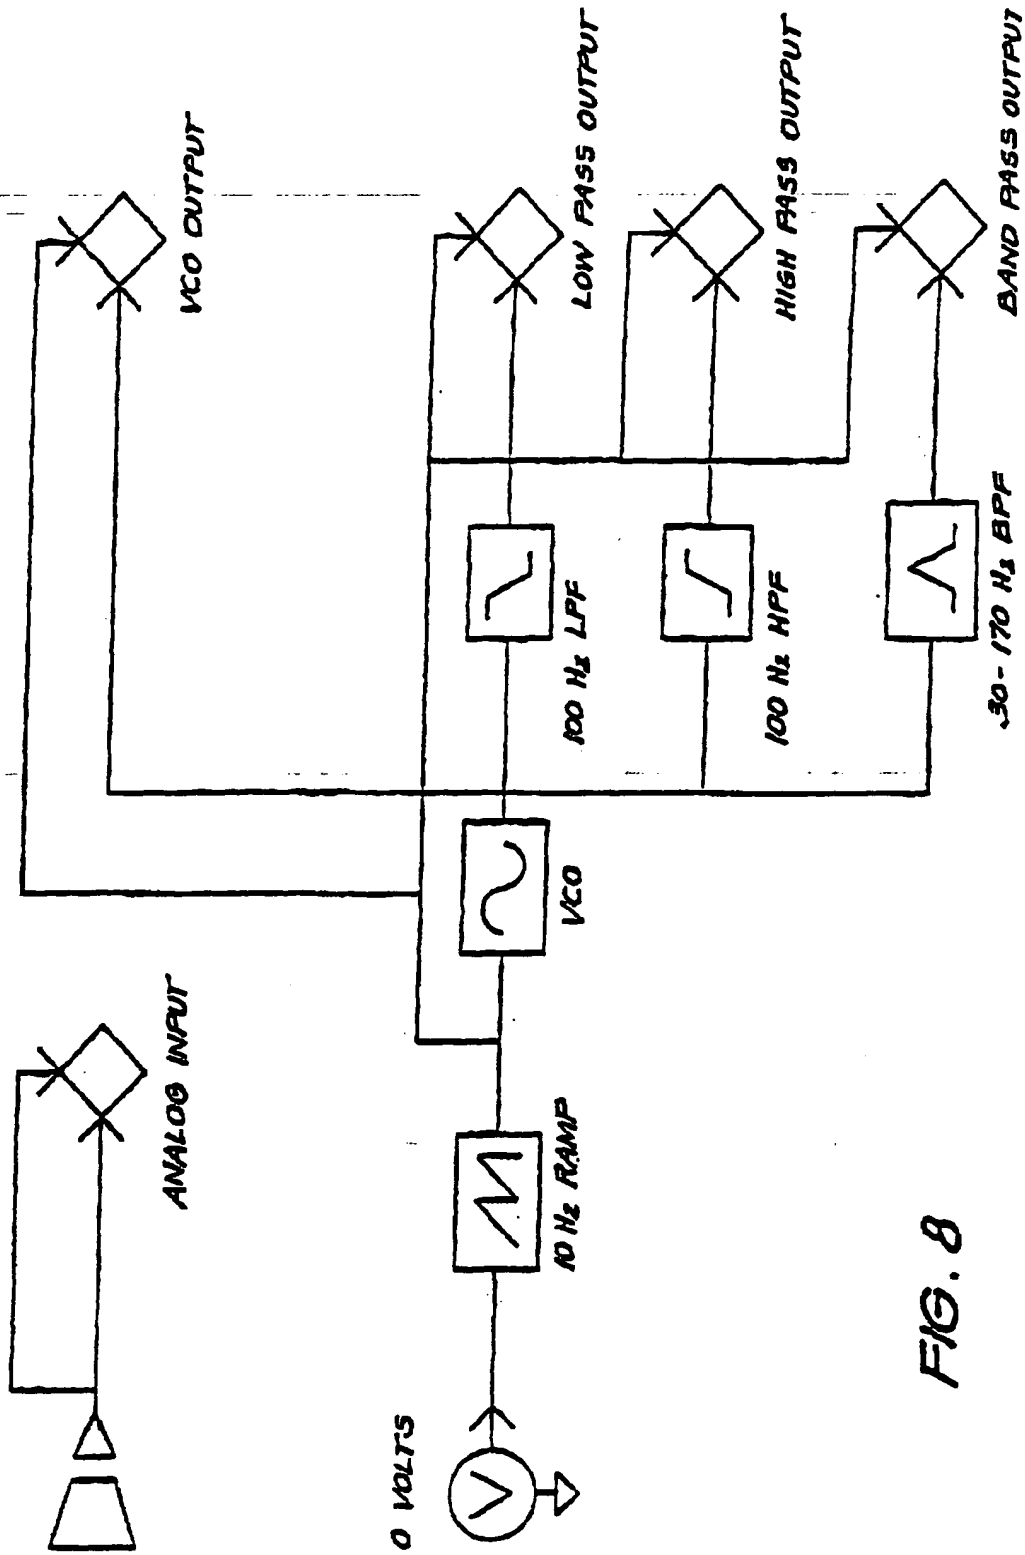 ANALOG INPUT
VCO OUTPUT
0 VOLTS
10 Hz RAMP
VCO
100 Hz LPF
LOW PASS OUTPUT
100 Hz HPF
HIGH PASS OUTPUT
30-170 Hz BPF
BAND PASS OUTPUT
V
FIG. 8